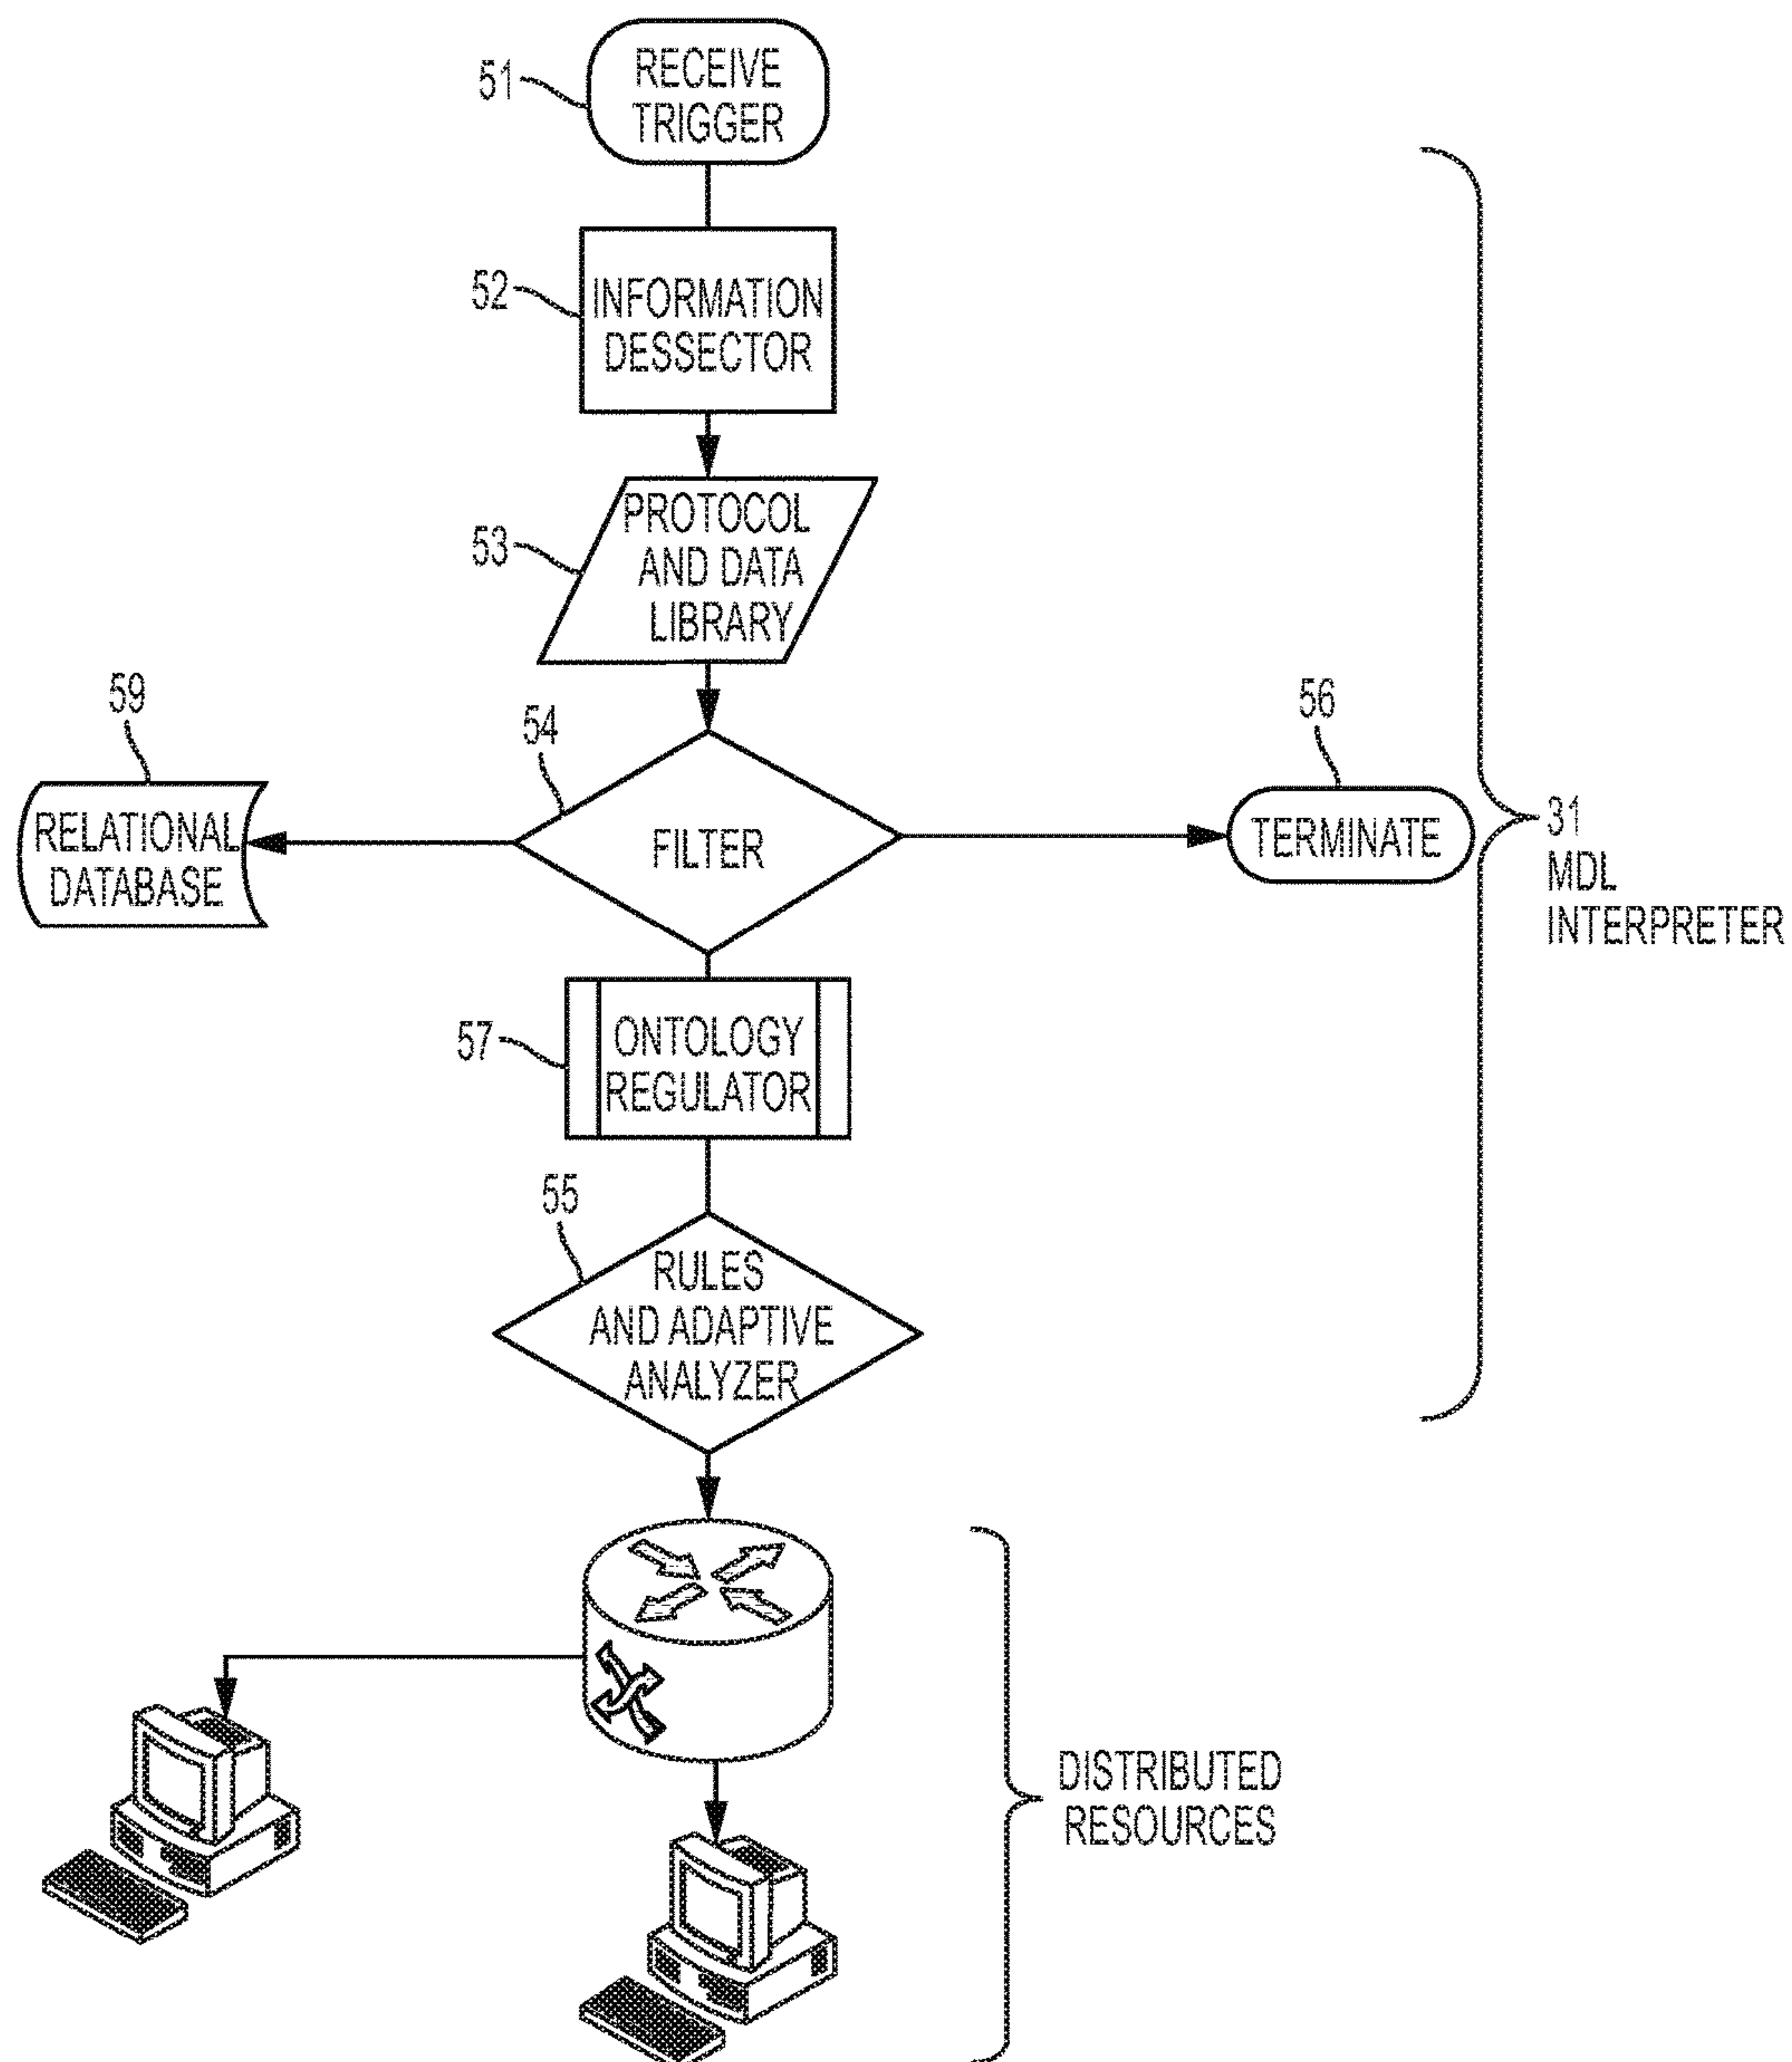 51
RECEIVE
TRIGGER
52
INFORMATION
DESSECTOR
53
PROTOCOL
AND DATA
LIBRARY
59
RELATIONAL
DATABASE
54
FILTER
56
TERMINATE
31
MDL
INTERPRETER
57
ONTOLOGY
REGULATOR
55
RULES
AND ADAPTIVE
ANALYZER
DISTRIBUTED
RESOURCES